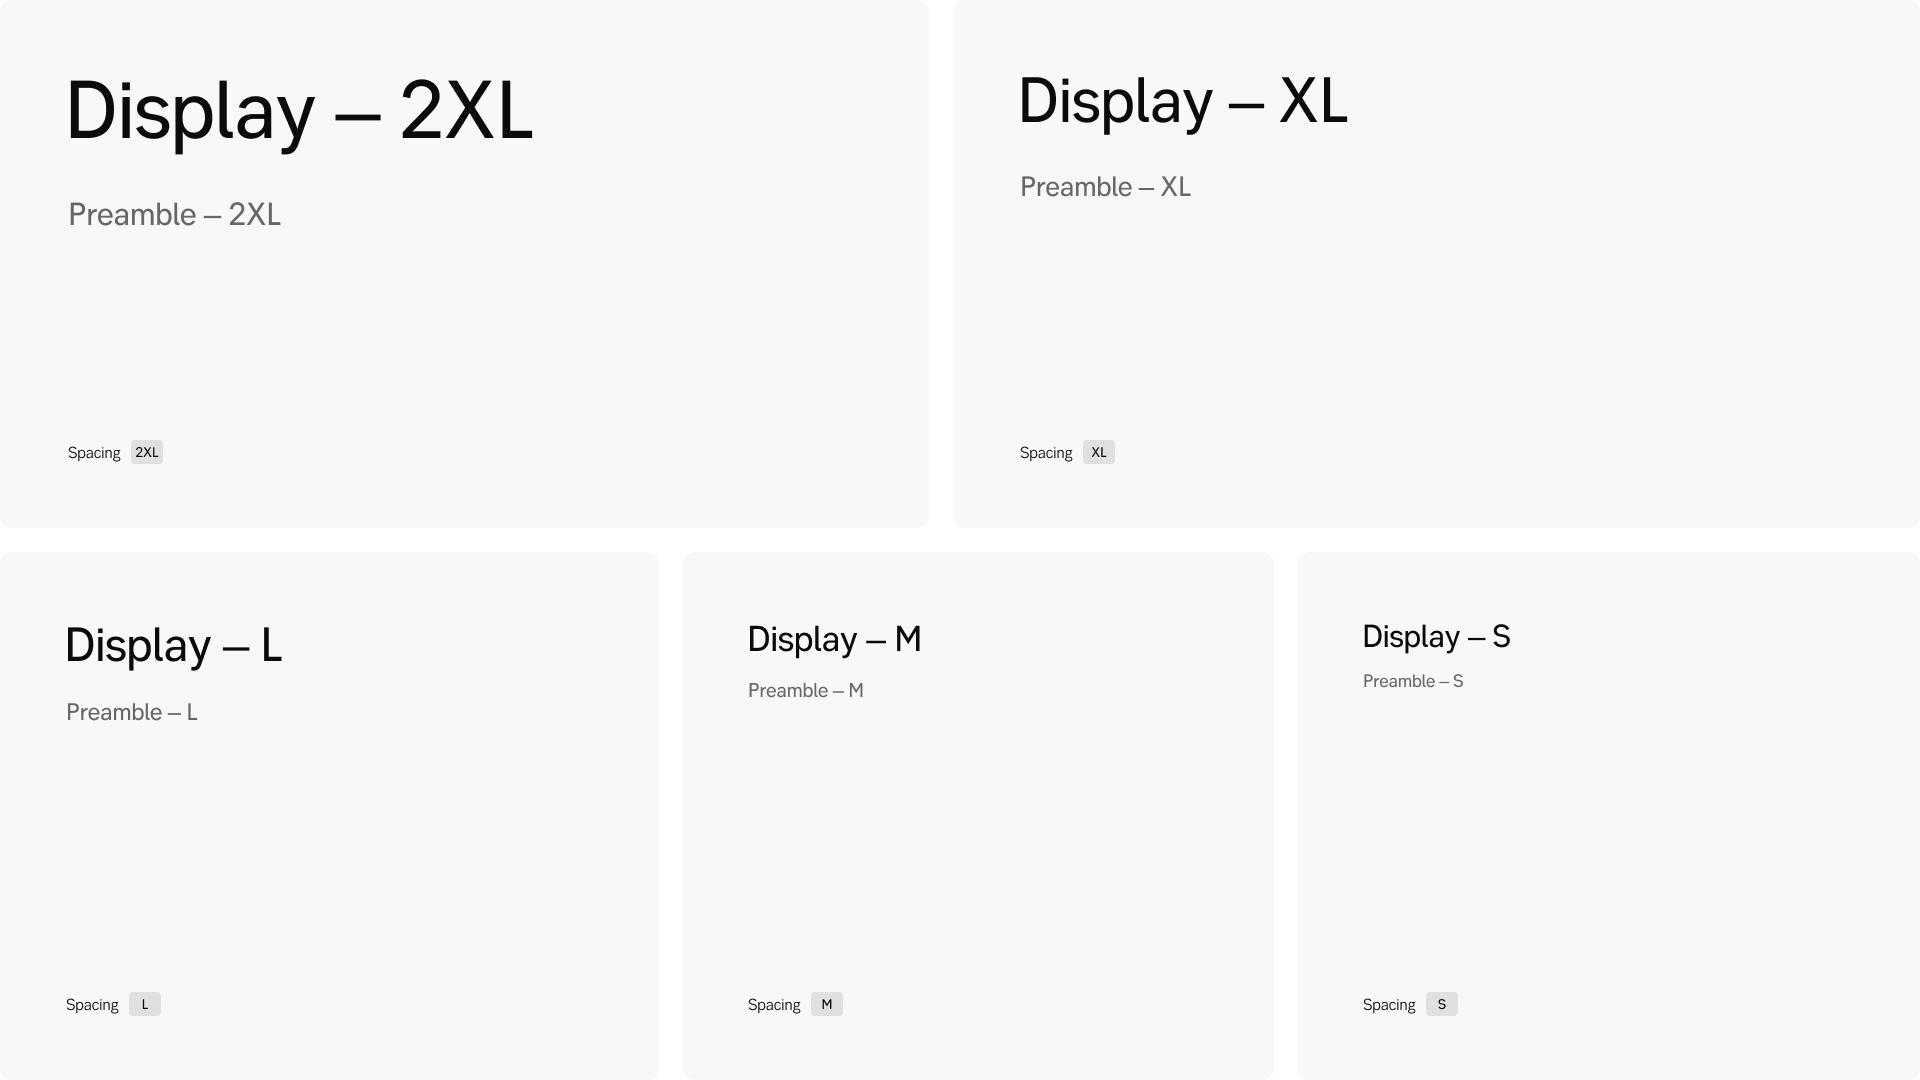 Display – 2XL
Preamble – 2XL
Spacing 2XL
Display – XL
Preamble – XL
Spacing XL
Display – L
Preamble – L
Spacing L
Display – M
Preamble – M
Spacing M
Display – S
Preamble – S
Spacing S